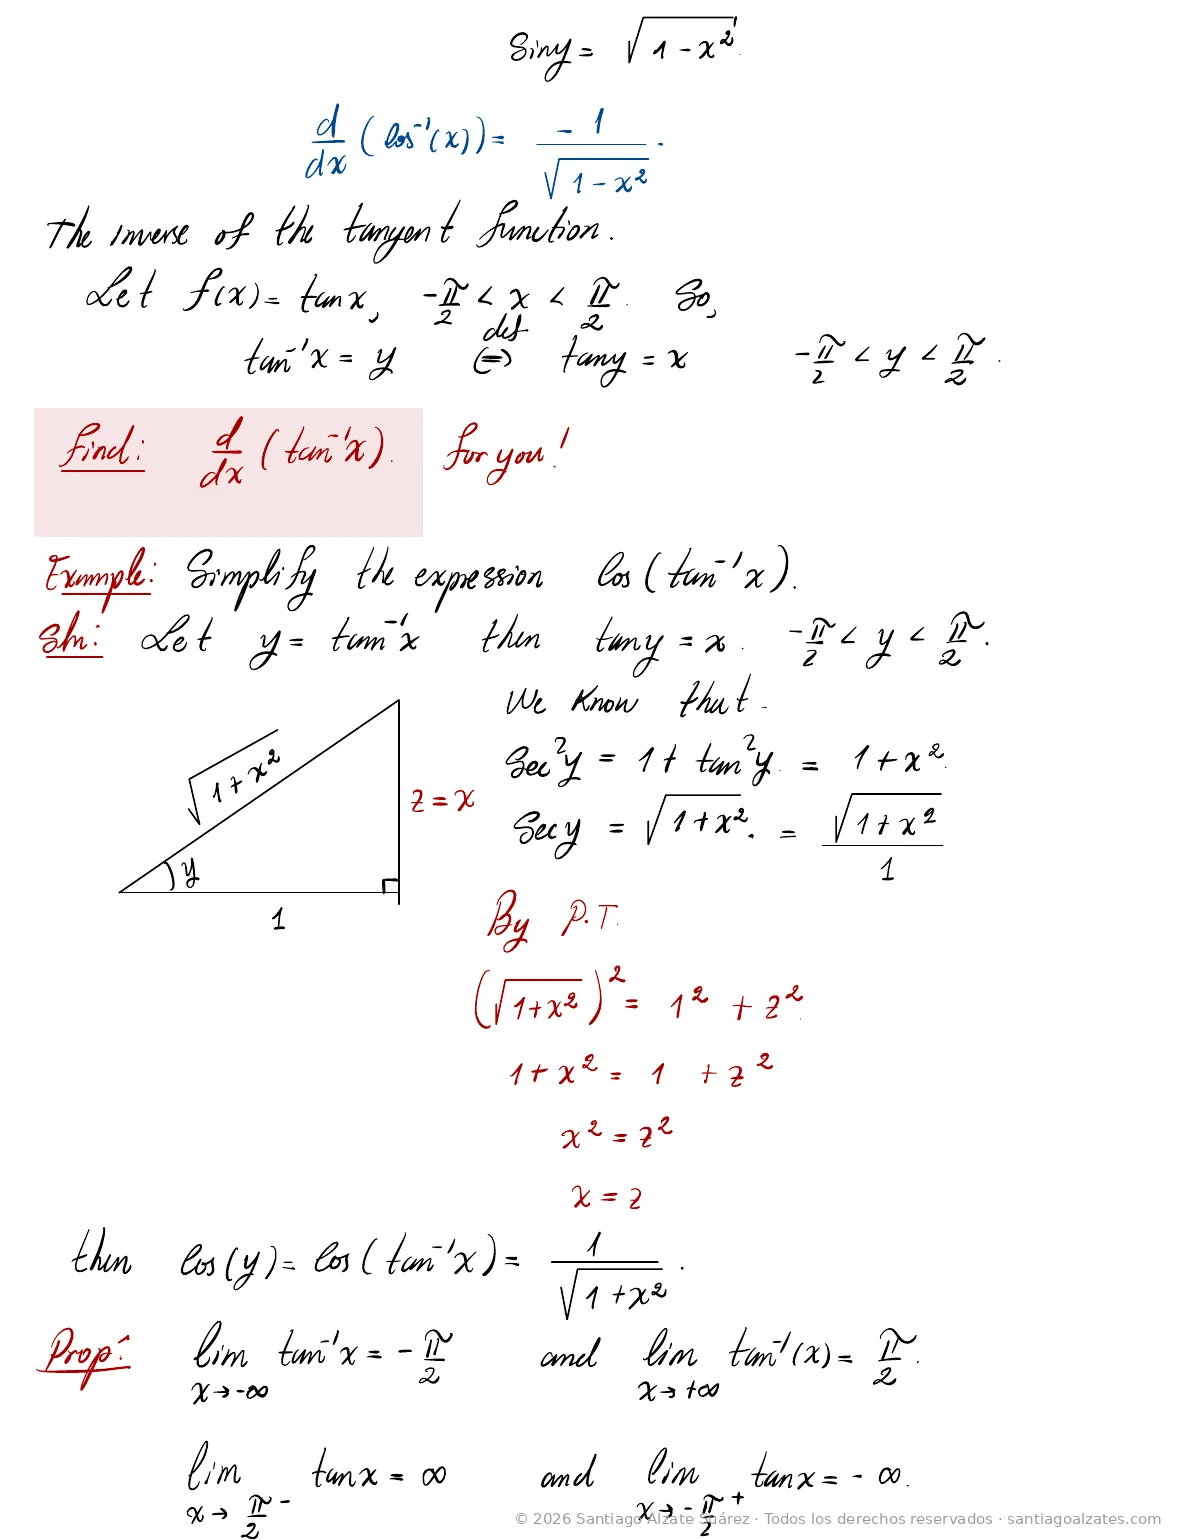 Sin y = √(1 - x²)
d/dx (Cos⁻¹(x)) = -1/√(1 - x²).
The inverse of the tangent function.
Let f(x) = tan x, -π/2 < x < π/2. So,
tan⁻¹x = y ⟺ (def) tan y = x -π/2 < y < π/2.
Find: d/dx (tan⁻¹x). For you!
Example: Simplify the expression Cos(tan⁻¹x).
Sln: Let y = tan⁻¹x then tan y = x. -π/2 < y < π/2.
We know that.
Sec²y = 1 + tan²y = 1 + x²
Sec y = √(1+x²). = √(1+x²)/1
√(1+x²)
z = x
y
1
By P.T.
(√(1+x²))² = 1² + z²
1 + x² = 1 + z²
x² = z²
x = z
then Cos(y) = Cos(tan⁻¹x) = 1/√(1+x²).
Prop: lim x→-∞ tan⁻¹x = -π/2 and lim x→+∞ tan⁻¹(x) = π/2.
lim x→π/2⁻ tan x = ∞ and lim x→-π/2⁺ tan x = -∞.
© 2026 Santiago Alzate Suárez · Todos los derechos reservados · santiagoalzates.com